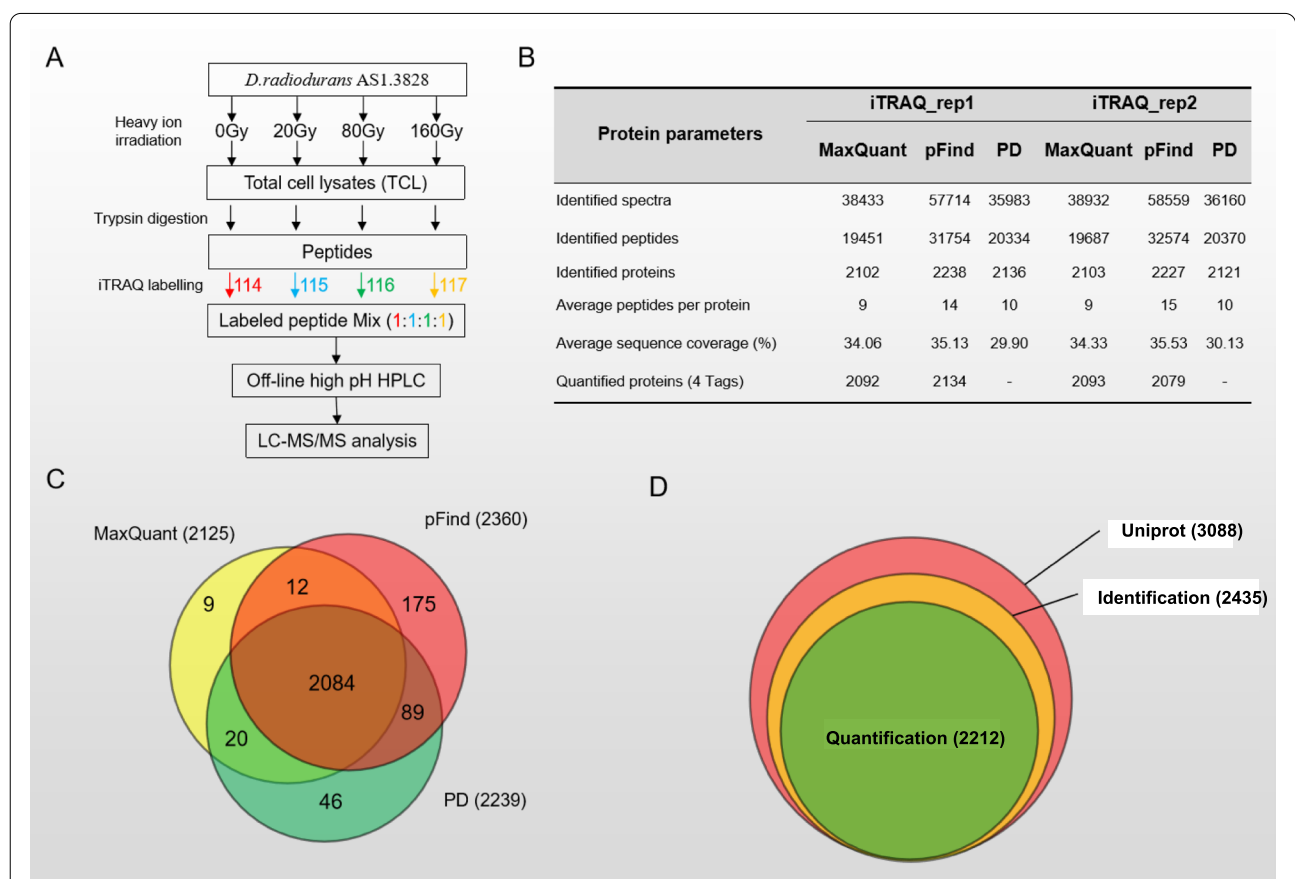 A
D.radiodurans AS1.3828
Heavy ion
irradiation
0Gy 20Gy 80Gy 160Gy
Total cell lysates (TCL)
Trypsin digestion
Peptides
iTRAQ labelling
114 115 116 117
Labeled peptide Mix (1:1:1:1)
Off-line high pH HPLC
LC-MS/MS analysis
B
Protein parameters
iTRAQ_rep1 iTRAQ_rep2
MaxQuant pFind PD MaxQuant pFind PD
Identified spectra 38433 57714 35983 38932 58559 36160
Identified peptides 19451 31754 20334 19687 32574 20370
Identified proteins 2102 2238 2136 2103 2227 2121
Average peptides per protein 9 14 10 9 15 10
Average sequence coverage (%) 34.06 35.13 29.90 34.33 35.53 30.13
Quantified proteins (4 Tags) 2092 2134 - 2093 2079 -
C
MaxQuant (2125)
pFind (2360)
9
12
175
2084
89
20
46
PD (2239)
D
Uniprot (3088)
Identification (2435)
Quantification (2212)